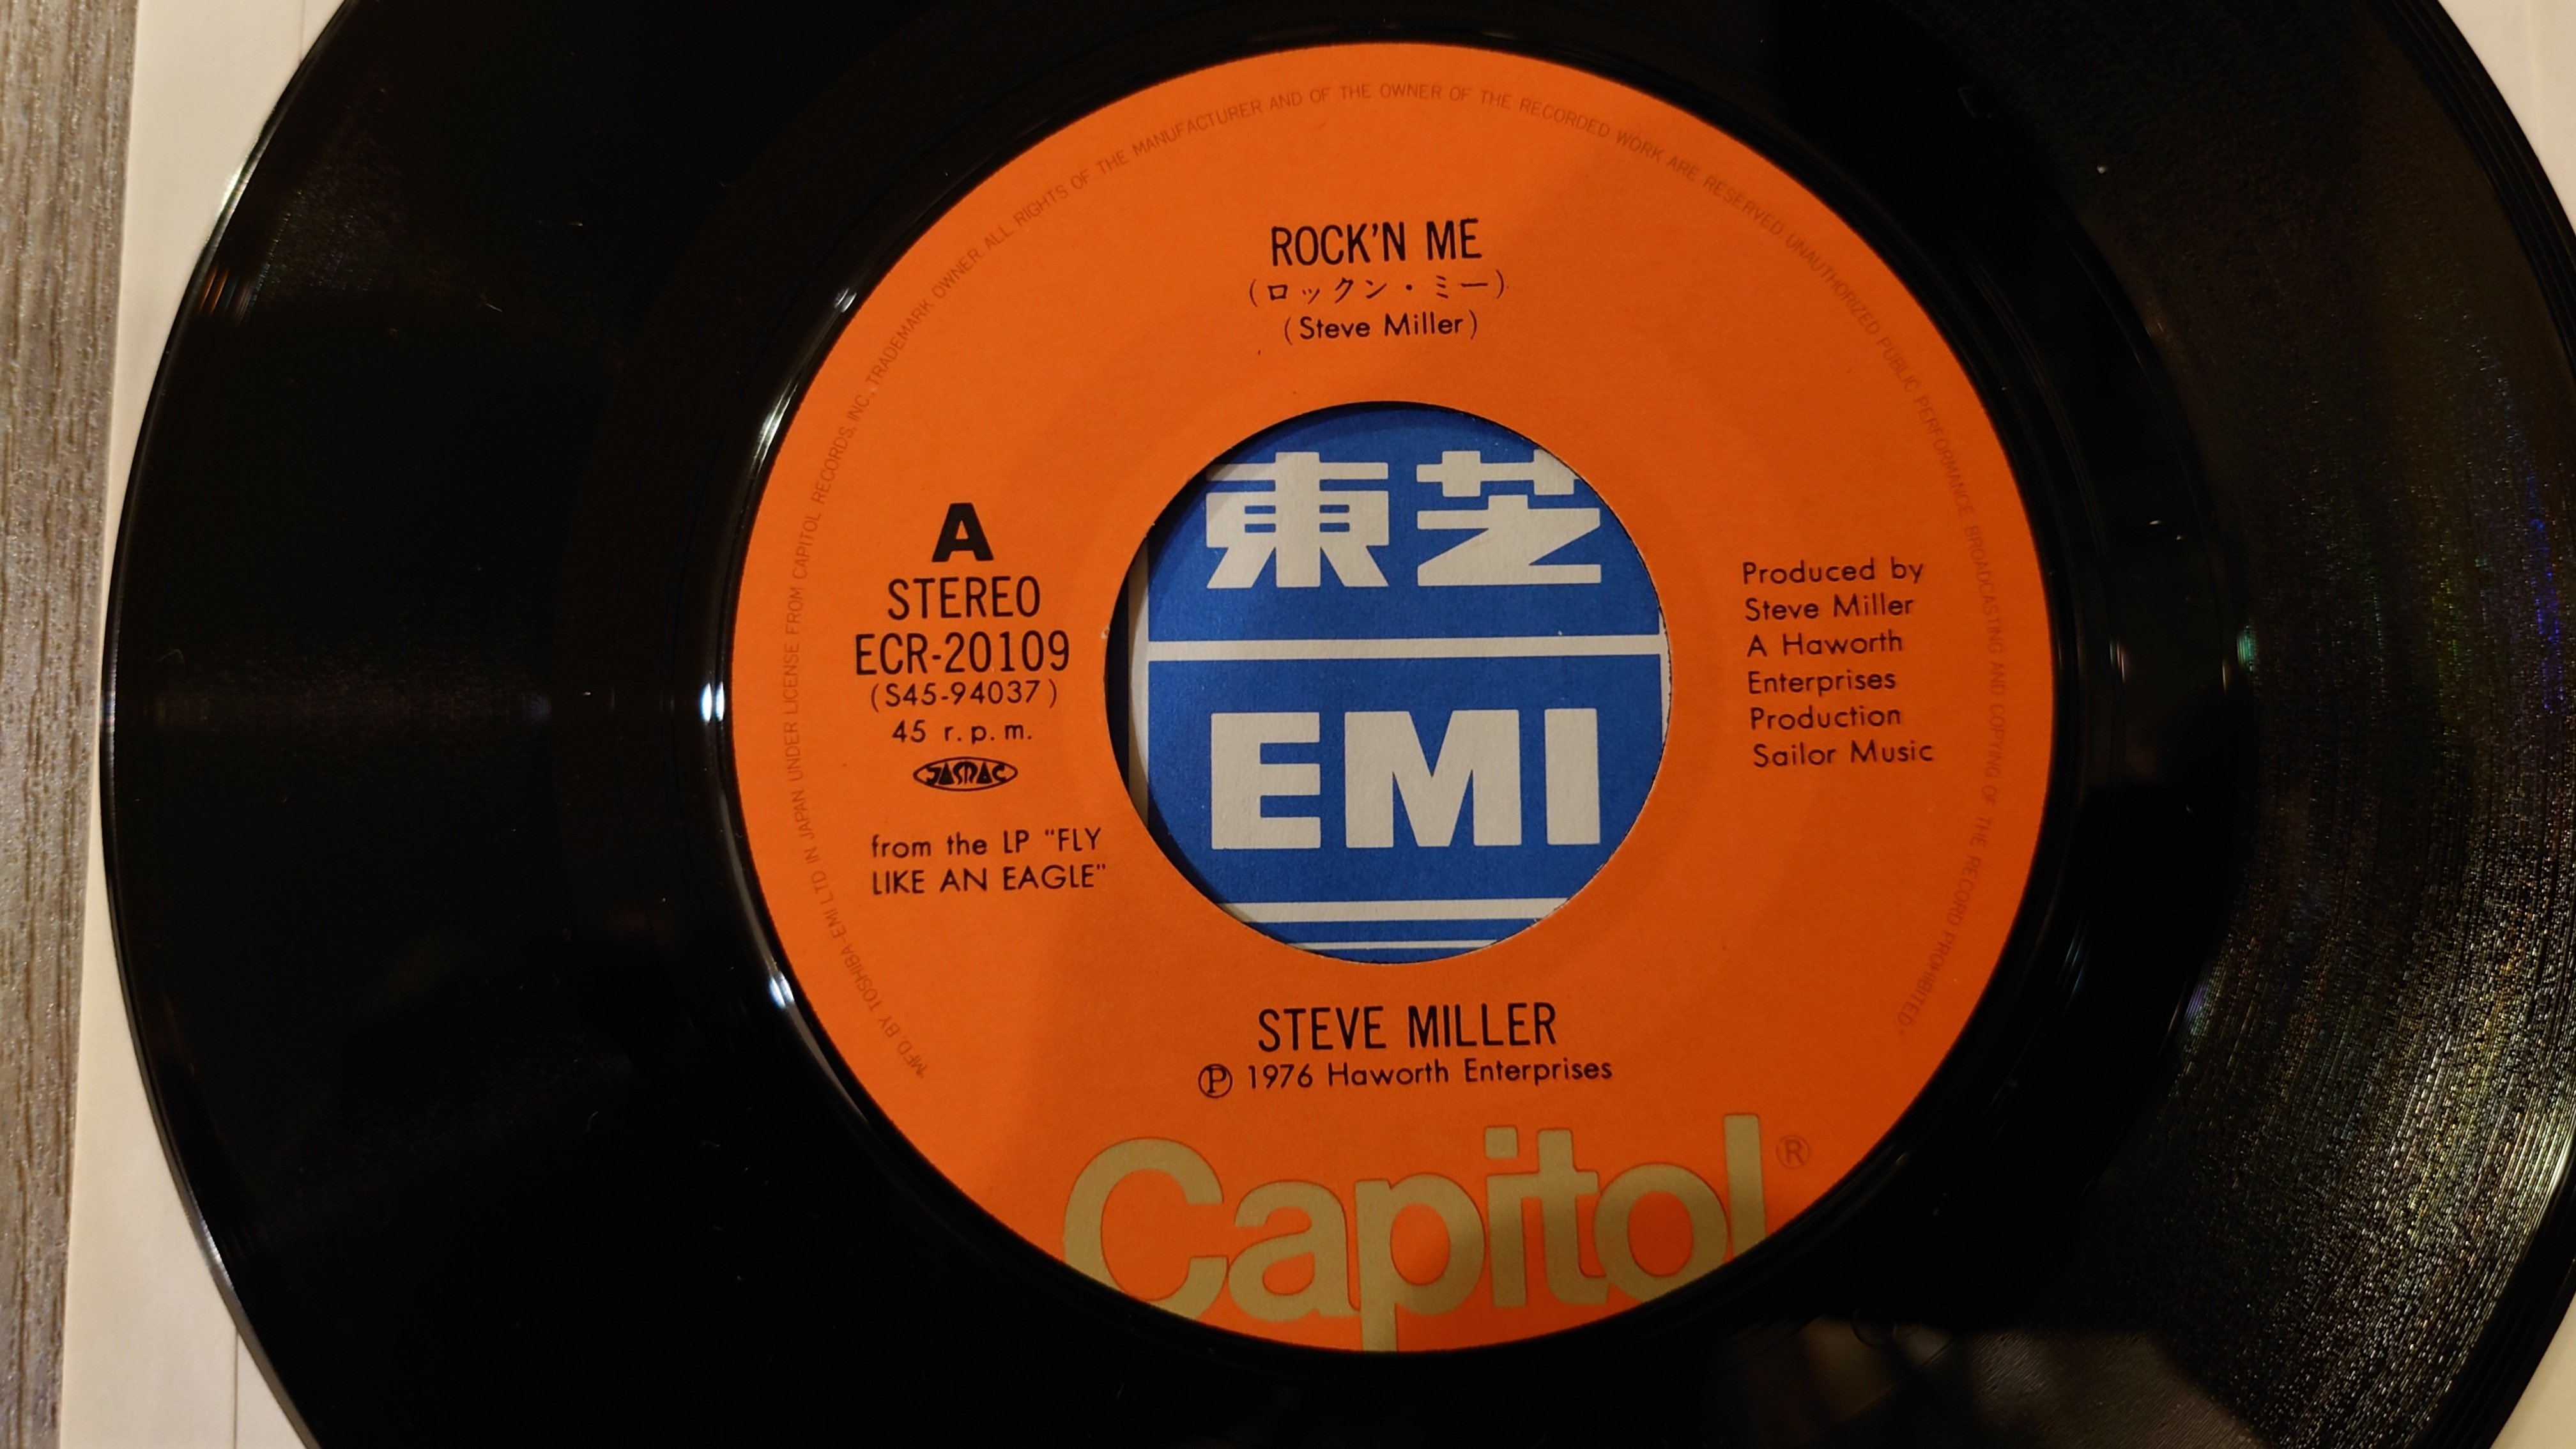 ROCK'N ME
(ロックン・ミー)
(Steve Miller)
A
STEREO
ECR-20109
(S45-94037)
45 r.p.m.
JASRAC
from the LP "FLY
LIKE AN EAGLE"
東芝
EMI
Produced by
Steve Miller
A Haworth
Enterprises
Production
Sailor Music
STEVE MILLER
Ⓟ 1976 Haworth Enterprises
Capitol®
"MFD. BY TOSHIBA-EMI LTD IN JAPAN UNDER LICENSE FROM CAPITOL RECORDS, INC., TRADEMARK OWNER. ALL RIGHTS OF THE MANUFACTURER AND OF THE OWNER OF THE RECORDED WORK ARE RESERVED UNAUTHORIZED PUBLIC PERFORMANCE BROADCASTING AND COPYING OF THE RECORD PROHIBITED."